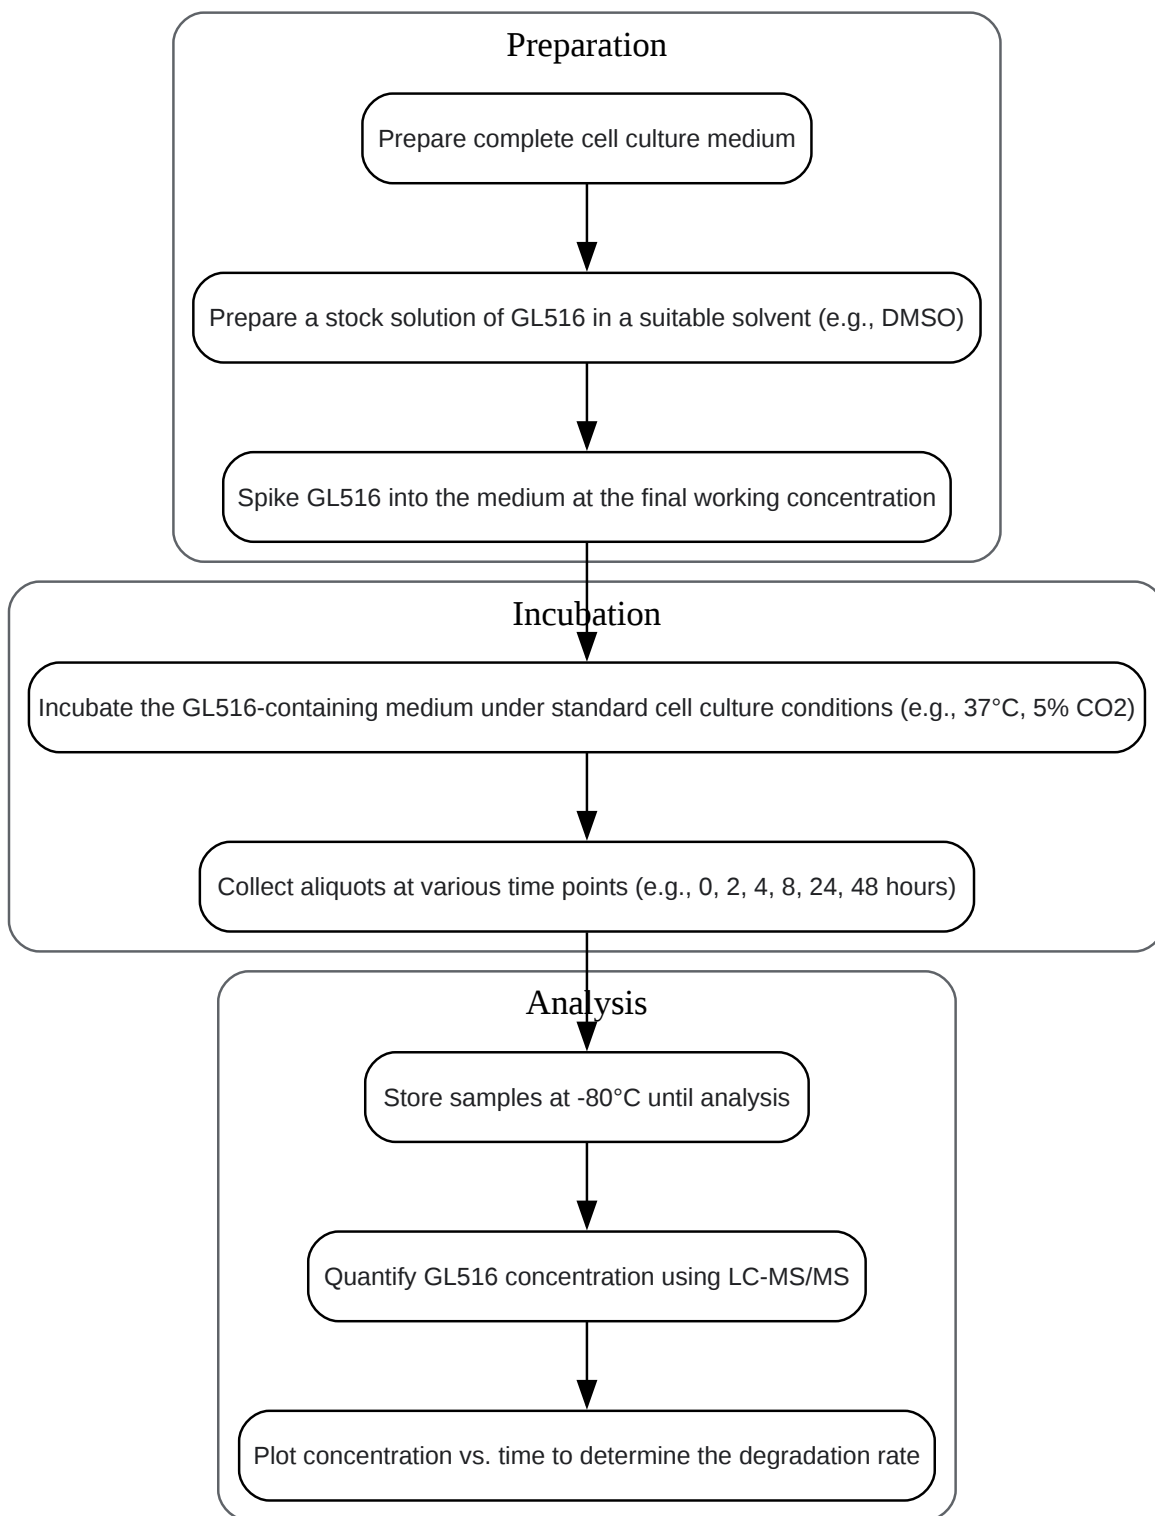 Preparation
Prepare complete cell culture medium
Prepare a stock solution of GL516 in a suitable solvent (e.g., DMSO)
Spike GL516 into the medium at the final working concentration
Incubation
Incubate the GL516-containing medium under standard cell culture conditions (e.g., 37°C, 5% CO2)
Collect aliquots at various time points (e.g., 0, 2, 4, 8, 24, 48 hours)
Analysis
Store samples at -80°C until analysis
Quantify GL516 concentration using LC-MS/MS
Plot concentration vs. time to determine the degradation rate